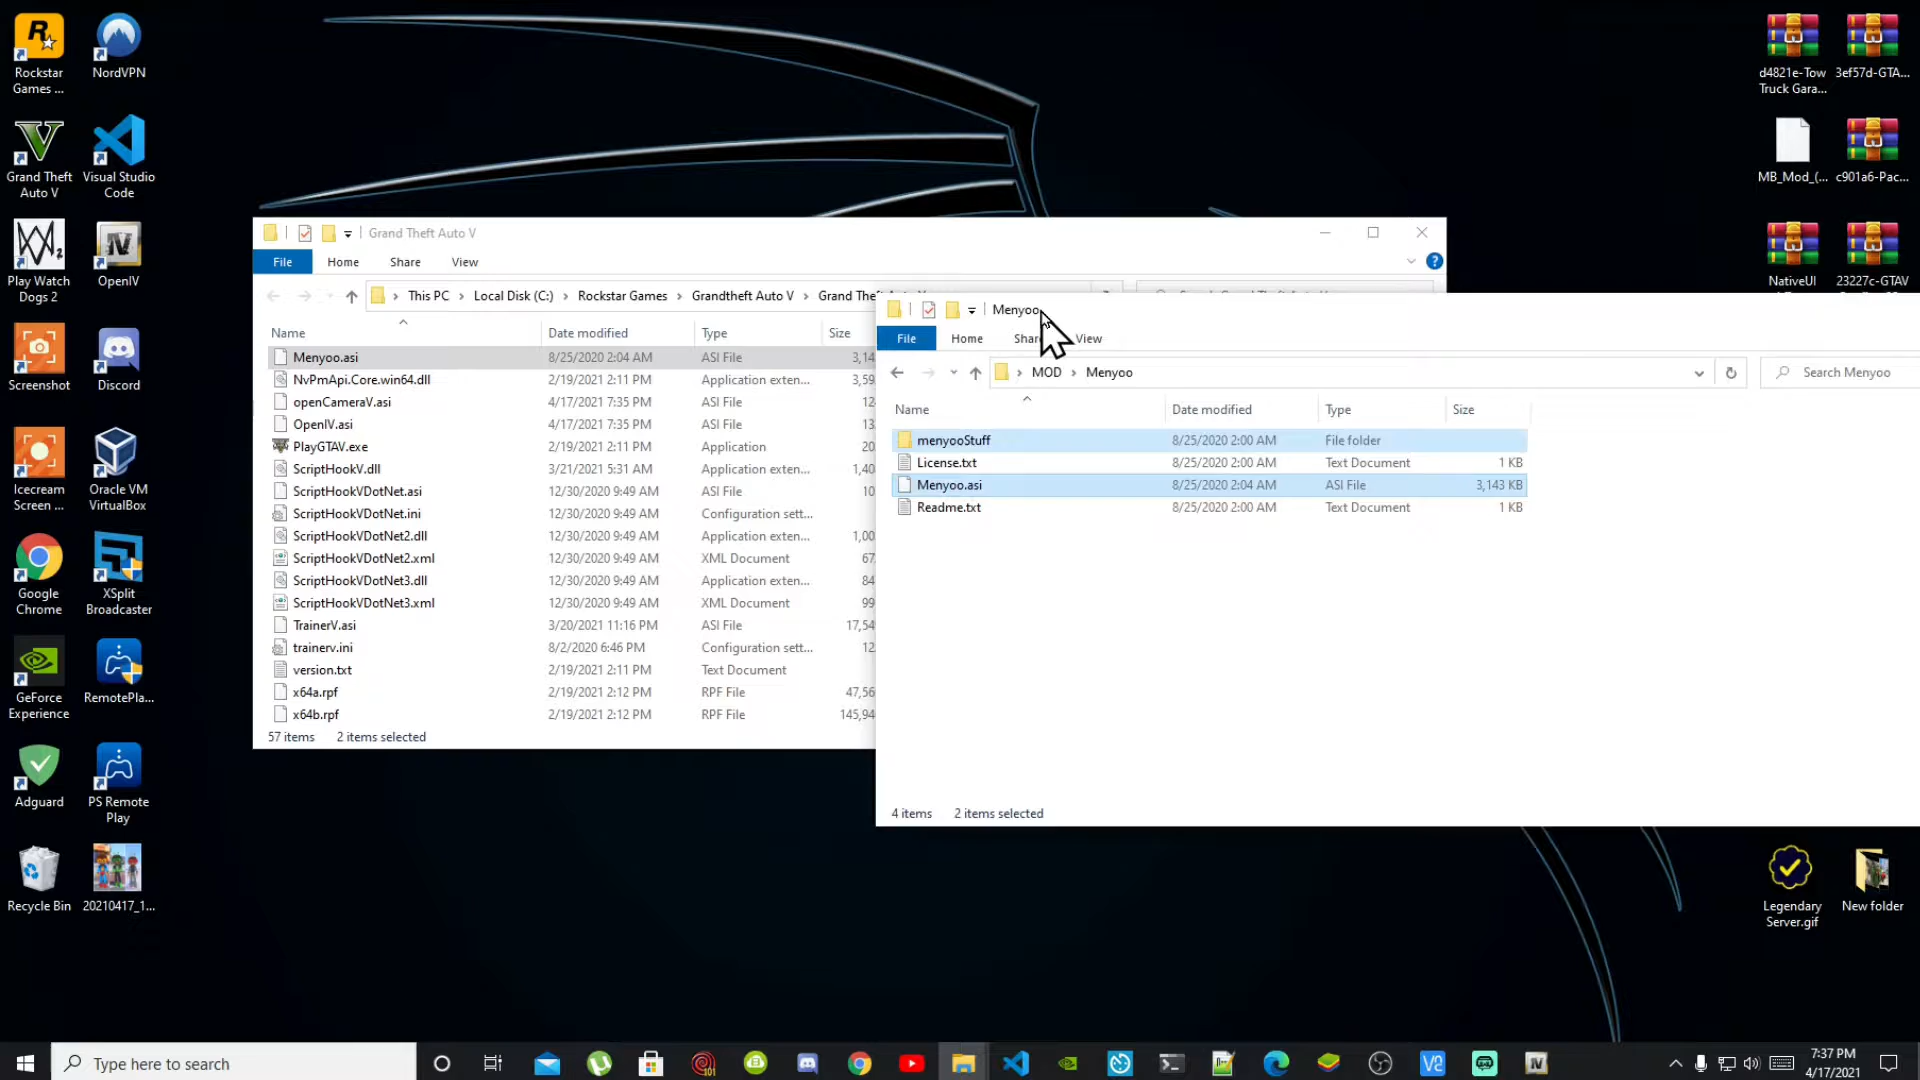 Rockstar Games ...
NordVPN
Grand Theft Auto V
Visual Studio Code
Play Watch Dogs 2
OpenIV
Screenshot
Discord
Icecream Screen ...
Oracle VM VirtualBox
Google Chrome
XSplit Broadcaster
GeForce Experience
RemotePla...
Adguard
PS Remote Play
Recycle Bin
20210417_1...
d4821e-Tow Truck Gara...
3ef57d-GTA...
MB_Mod_(...
c901a6-Pac...
NativeUI
23227c-GTAV
Legendary Server.gif
New folder
Grand Theft Auto V
File Home Share View
This PC Local Disk (C:) Rockstar Games Grandtheft Auto V Grand The
Name Date modified Type Size
Menyoo.asi 8/25/2020 2:04 AM ASI File 3,14
NvPmApi.Core.win64.dll 2/19/2021 2:11 PM Application exten... 3,59
openCameraV.asi 4/17/2021 7:35 PM ASI File 12
OpenIV.asi 4/17/2021 7:35 PM ASI File 13
PlayGTAV.exe 2/19/2021 2:11 PM Application 20
ScriptHookV.dll 3/21/2021 5:31 AM Application exten... 1,40
ScriptHookVDotNet.asi 12/30/2020 9:49 AM ASI File 10
ScriptHookVDotNet.ini 12/30/2020 9:49 AM Configuration sett...
ScriptHookVDotNet2.dll 12/30/2020 9:49 AM Application exten... 1,00
ScriptHookVDotNet2.xml 12/30/2020 9:49 AM XML Document 67
ScriptHookVDotNet3.dll 12/30/2020 9:49 AM Application exten... 84
ScriptHookVDotNet3.xml 12/30/2020 9:49 AM XML Document 99
TrainerV.asi 3/20/2021 11:16 PM ASI File 17,54
trainerv.ini 8/2/2020 6:46 PM Configuration sett... 12
version.txt 2/19/2021 2:11 PM Text Document
x64a.rpf 2/19/2021 2:12 PM RPF File 47,56
x64b.rpf 2/19/2021 2:12 PM RPF File 145,94
57 items 2 items selected
Menyoo
File Home Share View
MOD Menyoo Search Menyoo
Name Date modified Type Size
menyooStuff 8/25/2020 2:00 AM File folder
License.txt 8/25/2020 2:00 AM Text Document 1 KB
Menyoo.asi 8/25/2020 2:04 AM ASI File 3,143 KB
Readme.txt 8/25/2020 2:00 AM Text Document 1 KB
4 items 2 items selected
Type here to search
7:37 PM
4/17/2021